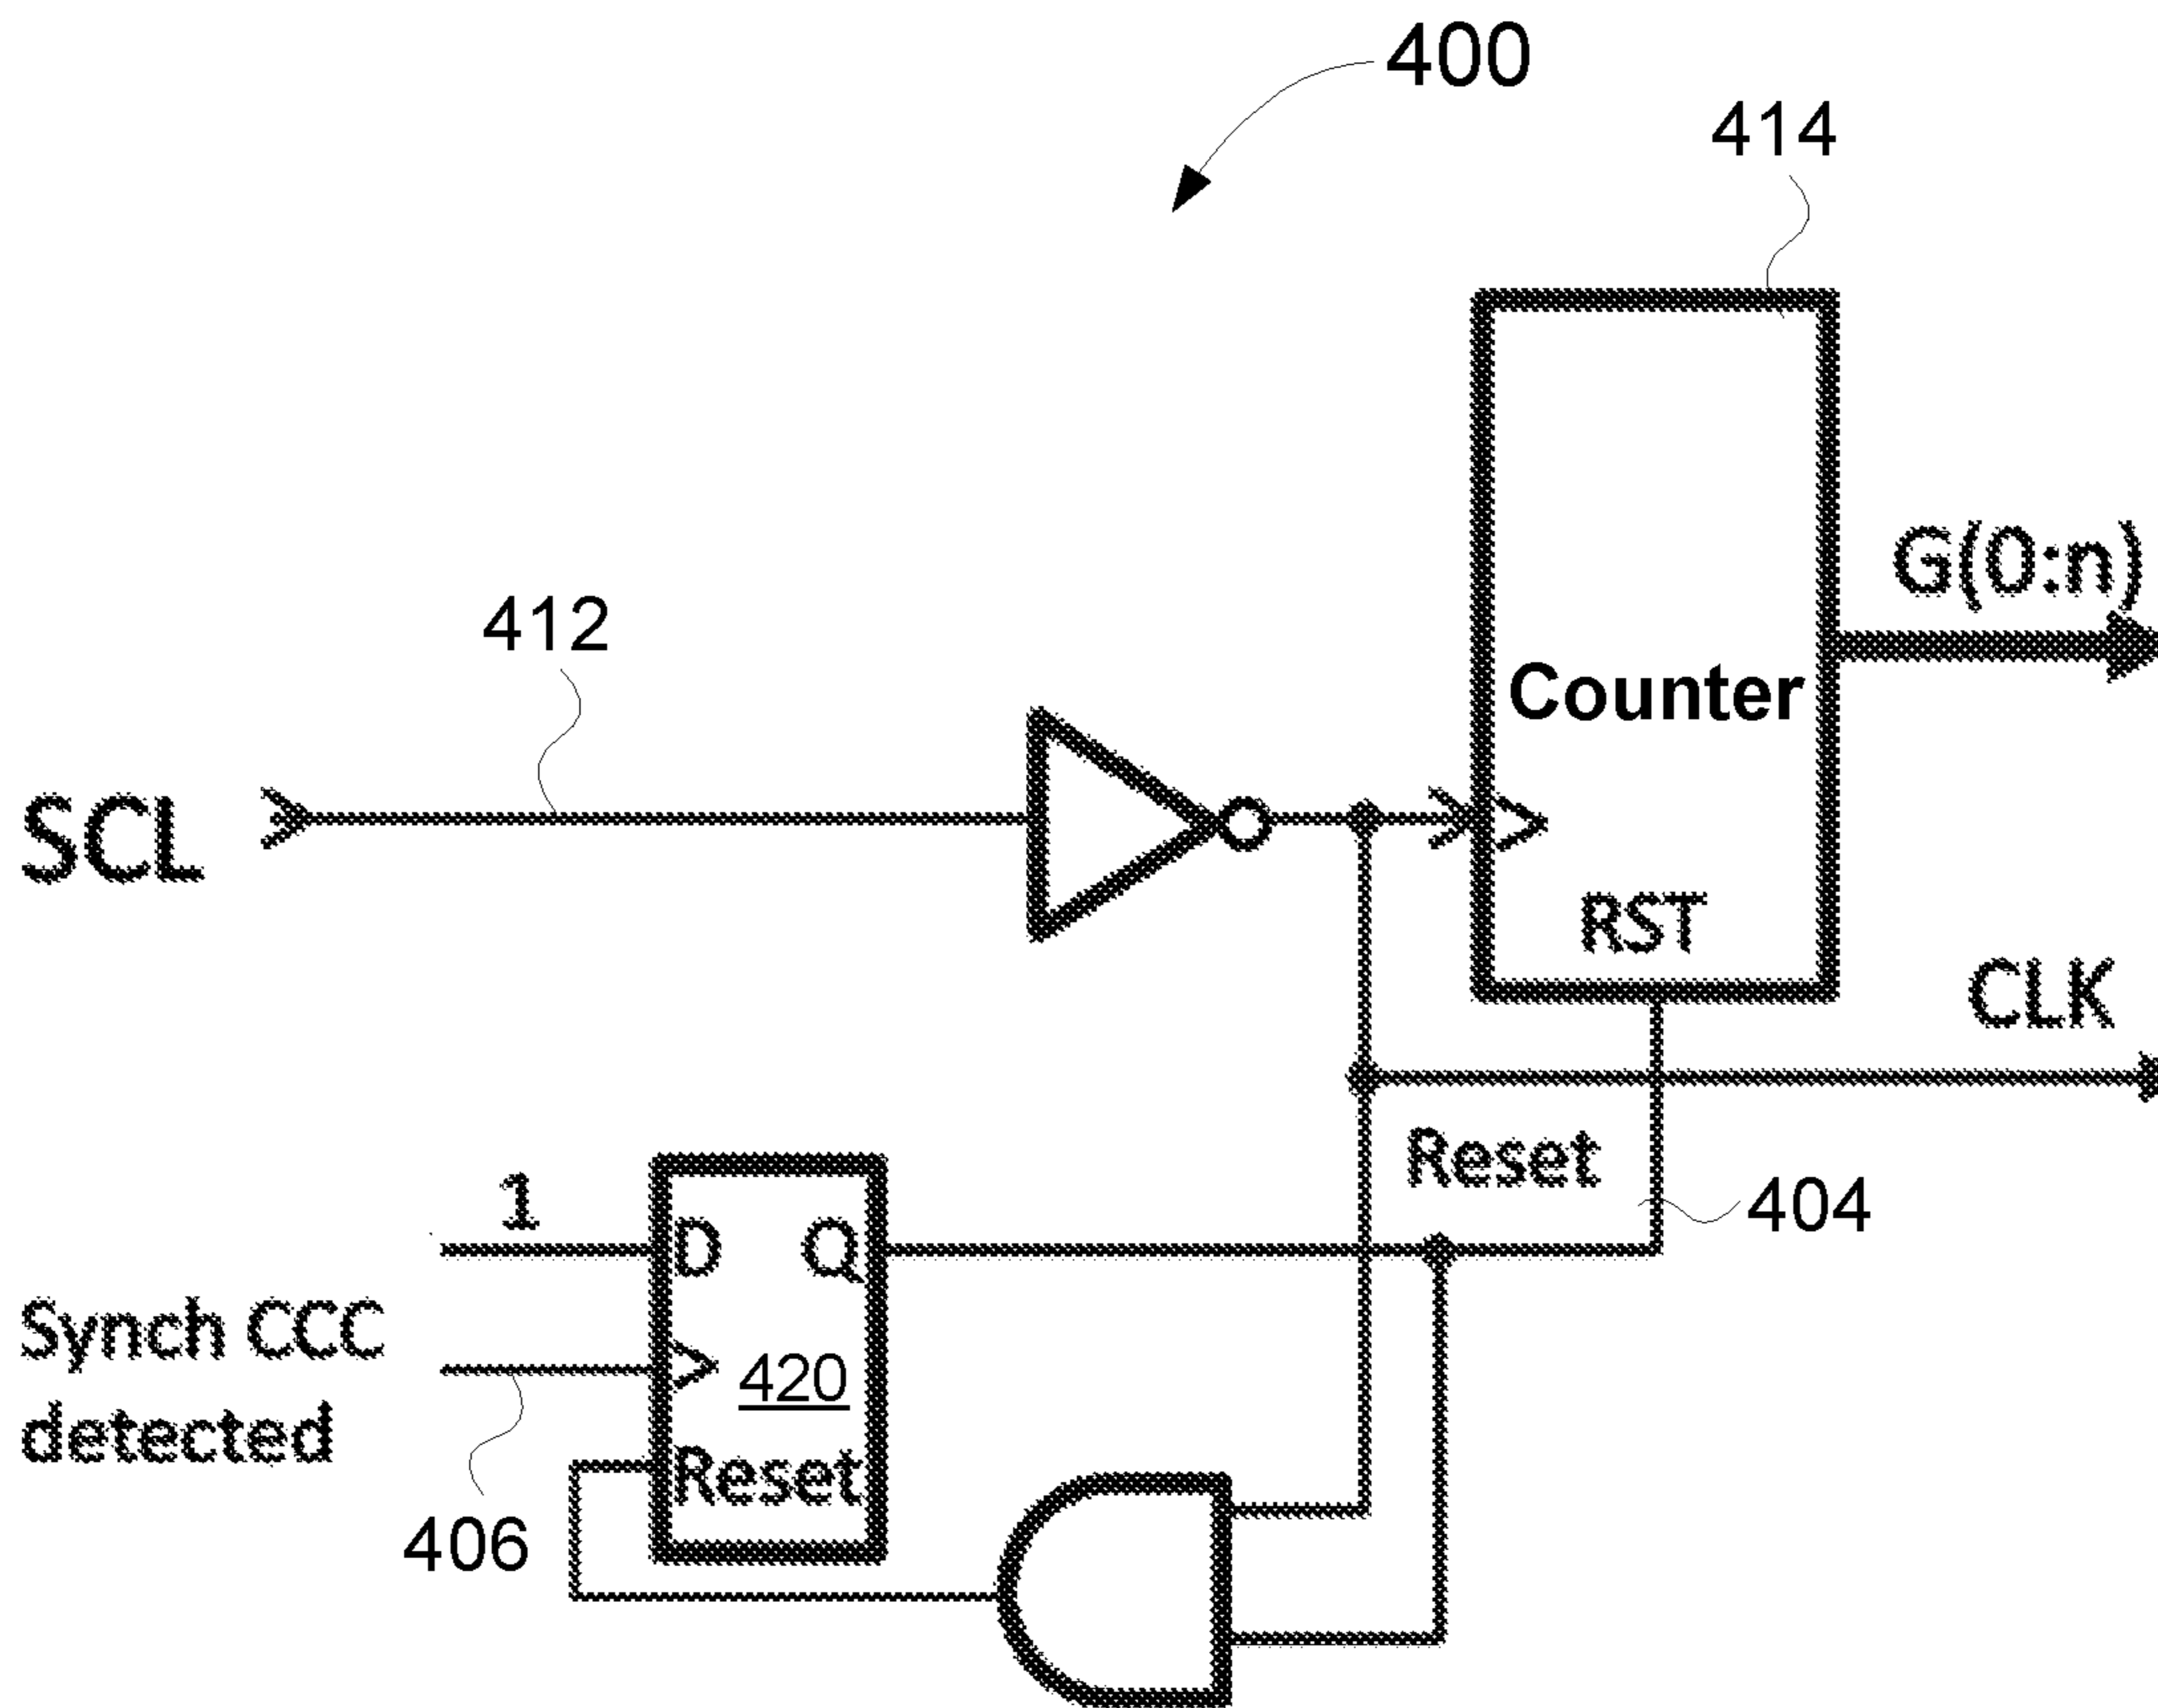 400
414
G(0:n)
412
Counter
SCL
RST
CLK
Reset
1
404
D Q
Synch CCC
detected
420
Reset
406